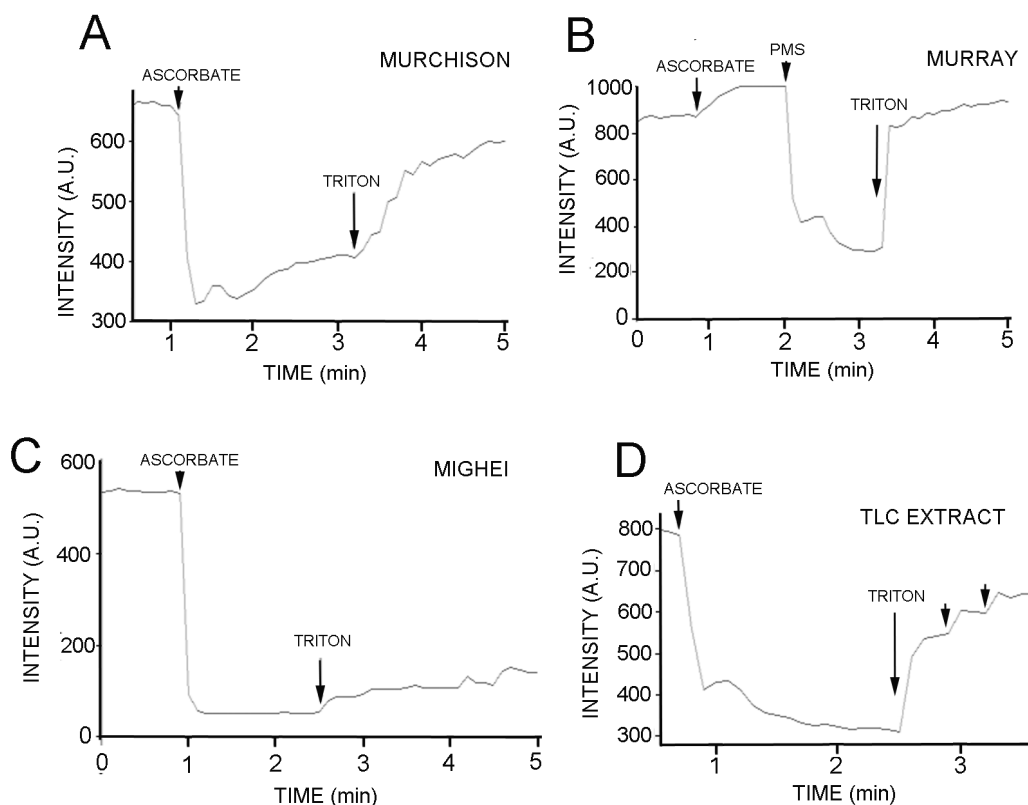 A
MURCHISON
ASCORBATE
TRITON
INTENSITY (A.U.)
600
500
400
300
1 2 3 4 5
TIME (min)
B
MURRAY
PMS
ASCORBATE
TRITON
INTENSITY (A.U.)
1000
800
600
400
200
0
0 1 2 3 4 5
TIME (min)
C
MIGHEI
ASCORBATE
TRITON
INTENSITY (A.U.)
600
400
200
0
0 1 2 3 4 5
TIME (min)
D
TLC EXTRACT
ASCORBATE
TRITON
INTENSITY (A.U.)
800
700
600
500
400
300
1 2 3
TIME (min)